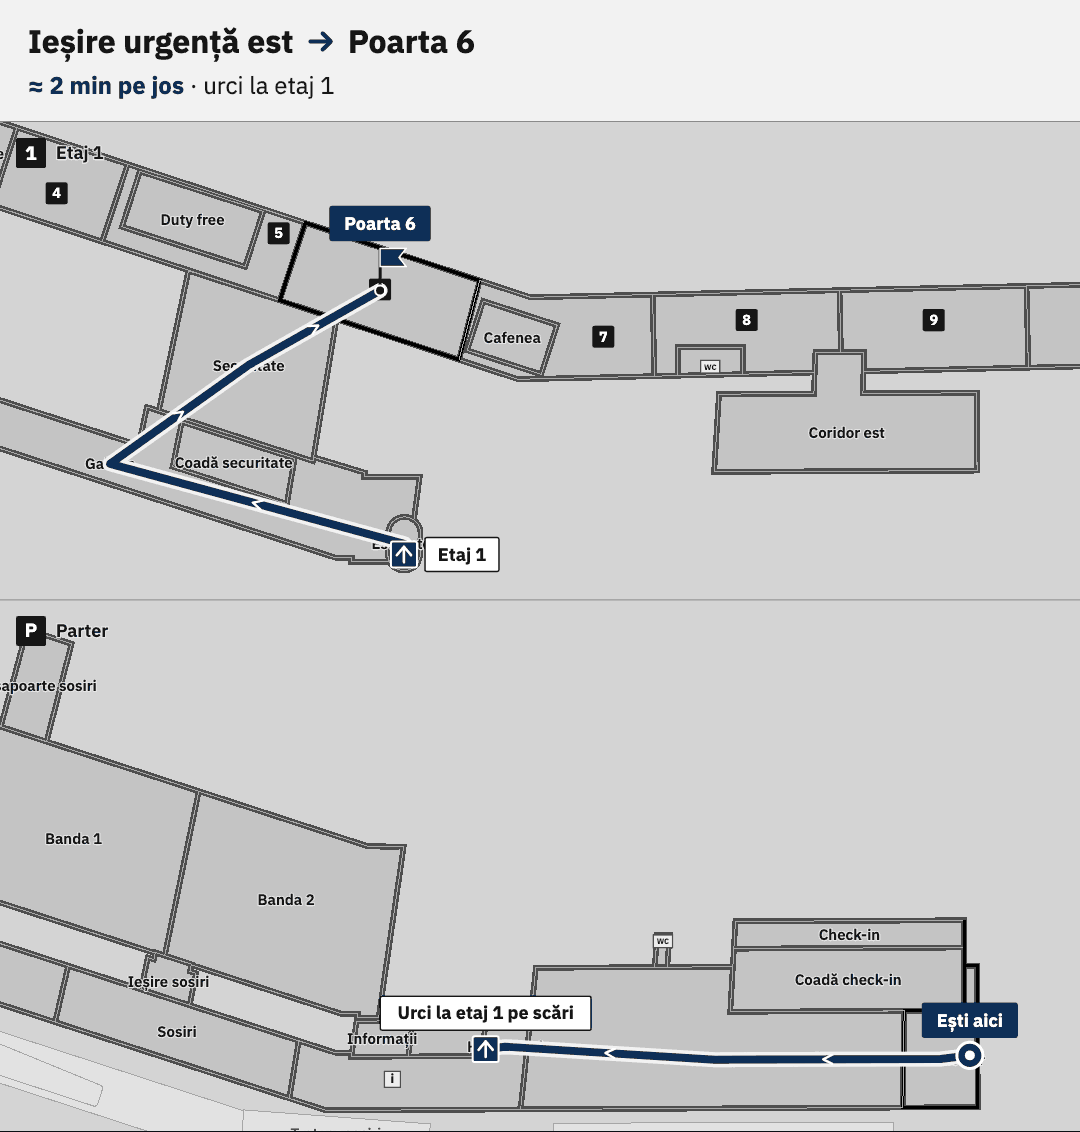 Ieșire urgență est → Poarta 6
≈ 2 min pe jos · urci la etaj 1
1 Etaj 1
4
Duty free
5
Poarta 6
Cafenea
7
8
9
WC
Coridor est
Coadă securitate
Etaj 1
P Parter
sapoarte sosiri
Banda 1
Banda 2
Check-in
WC
Coadă check-in
Ieșire sosiri
Urci la etaj 1 pe scări
Ești aici
Sosiri
Informații
i